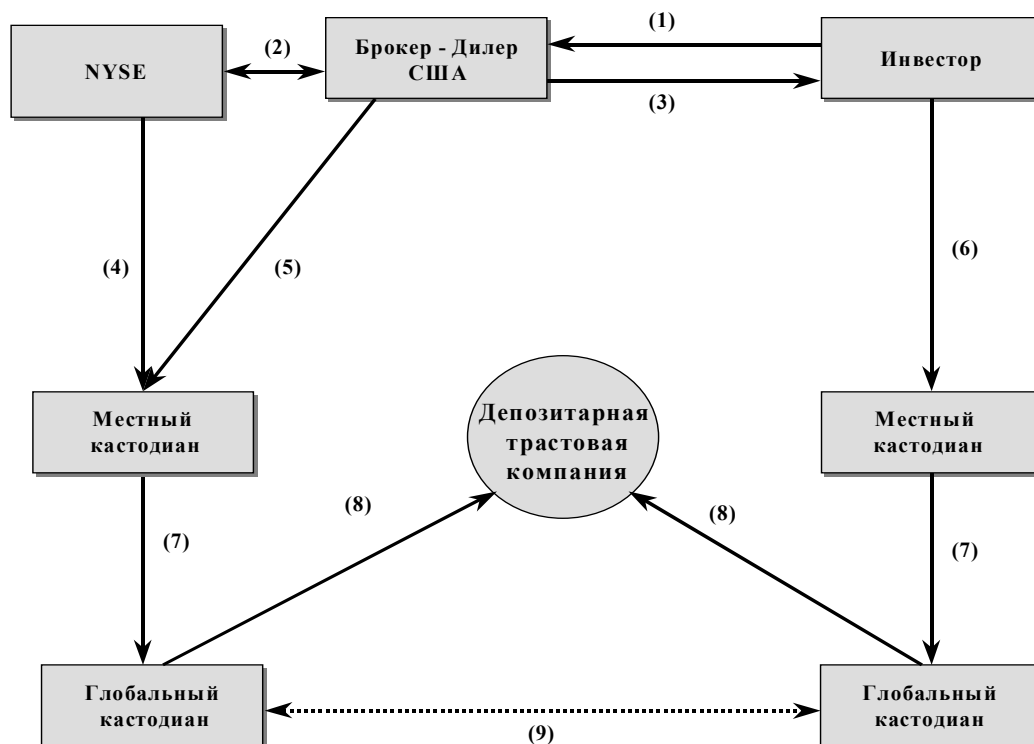 (1)
Брокер - Дилер
США
(2)
NYSE
Инвестор
(3)
(4)
(5)
(6)
Местный
кастодиан
Депозитарная
трастовая
компания
Местный
кастодиан
(7)
(8)
(8)
(7)
Глобальный
кастодиан
Глобальный
кастодиан
(9)